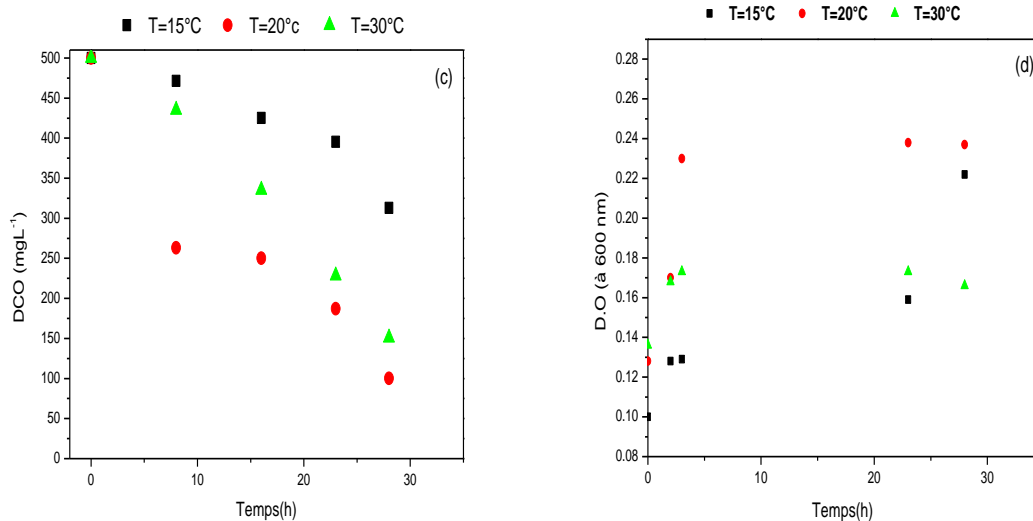 T=15°C T=20°c T=30°C
(c)
500
450
400
350
300
250
200
150
100
50
0
DCO (mgL⁻¹)
0 10 20 30
Temps(h)
T=15°C T=20°C T=30°C
(d)
0.28
0.26
0.24
0.22
0.20
0.18
0.16
0.14
0.12
0.10
0.08
D.O (à 600 nm)
0 10 20 30
Temps(h)